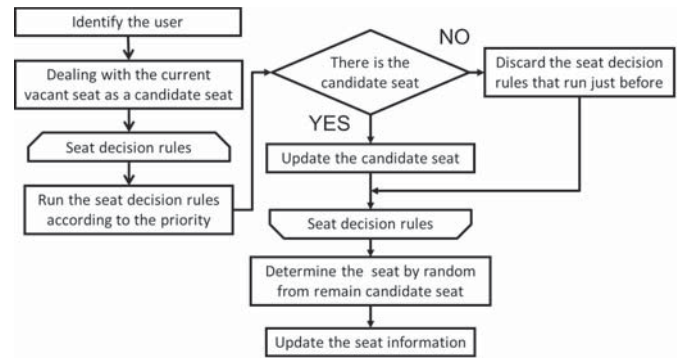 Identify the user
Dealing with the current
vacant seat as a candidate seat
Seat decision rules
Run the seat decision rules
according to the priority
There is the
candidate seat
NO
Discard the seat decision
rules that run just before
YES
Update the candidate seat
Seat decision rules
Determine the seat by random
from remain candidate seat
Update the seat information